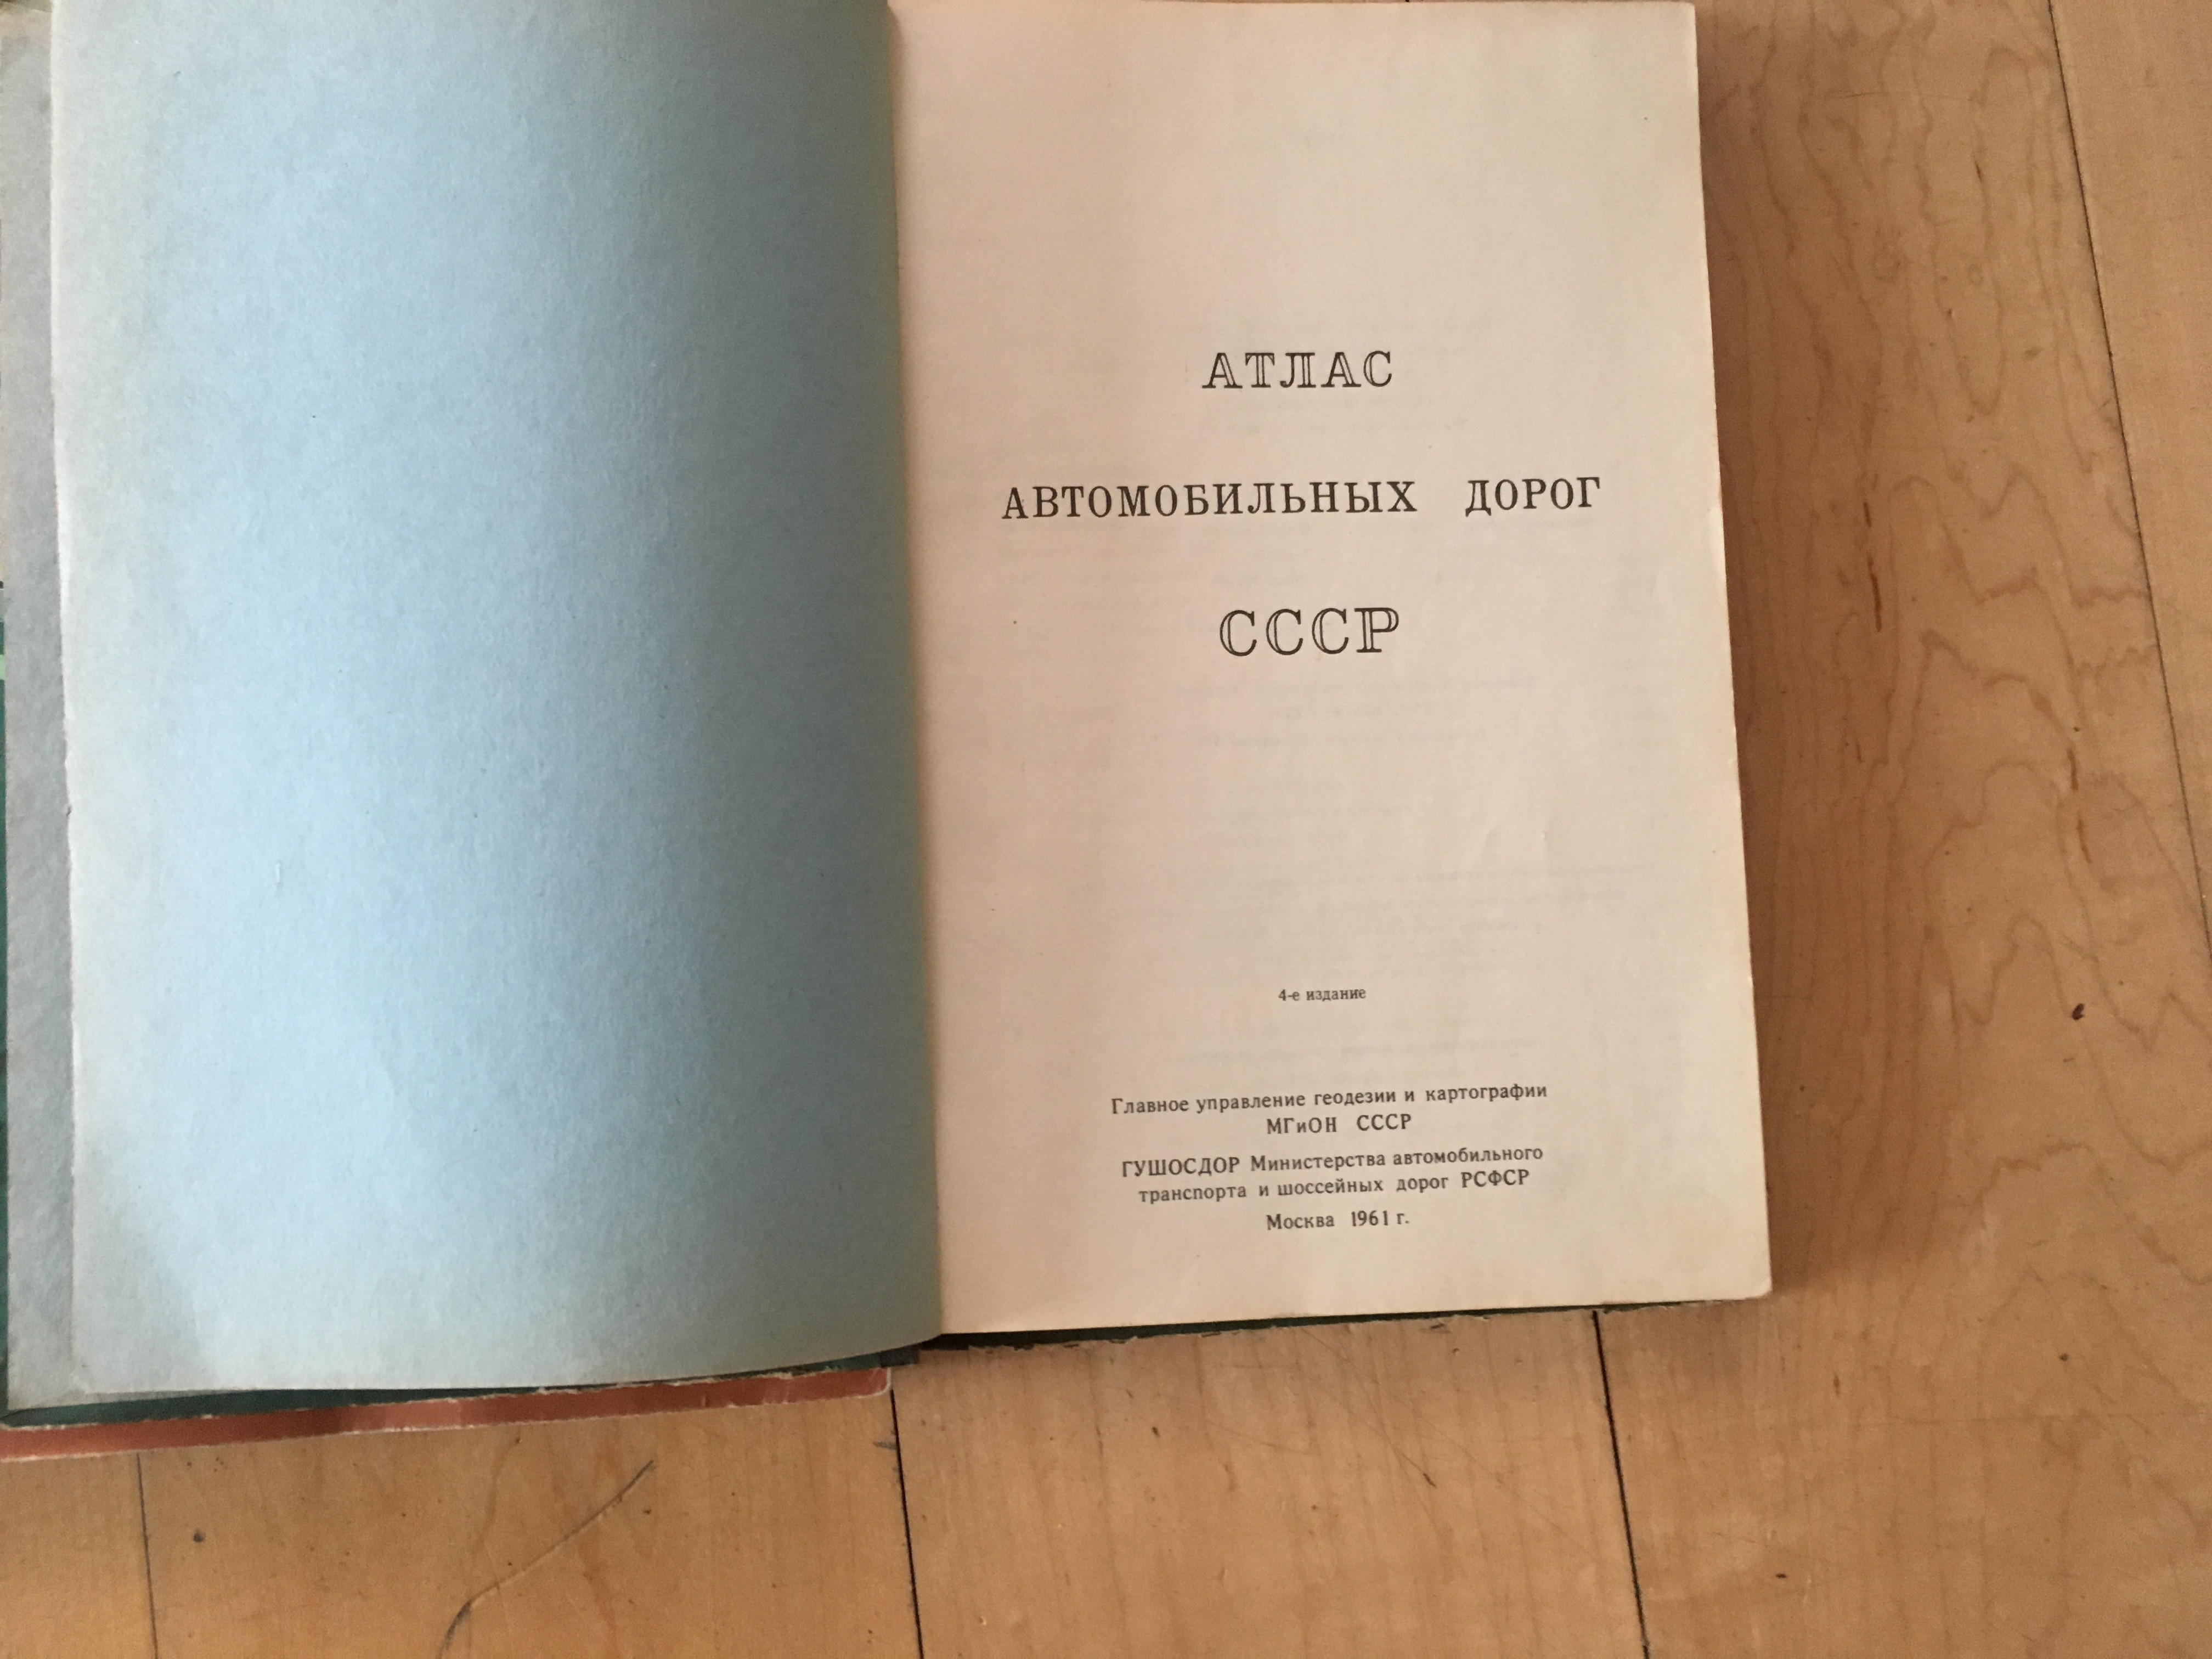 АТЛАС
АВТОМОБИЛЬНЫХ ДОРОГ
СССР
4-е издание
Главное управление геодезии и картографии
МГиОН СССР
ГУШОСДОР Министерства автомобильного
транспорта и шоссейных дорог РСФСР
Москва 1961 г.